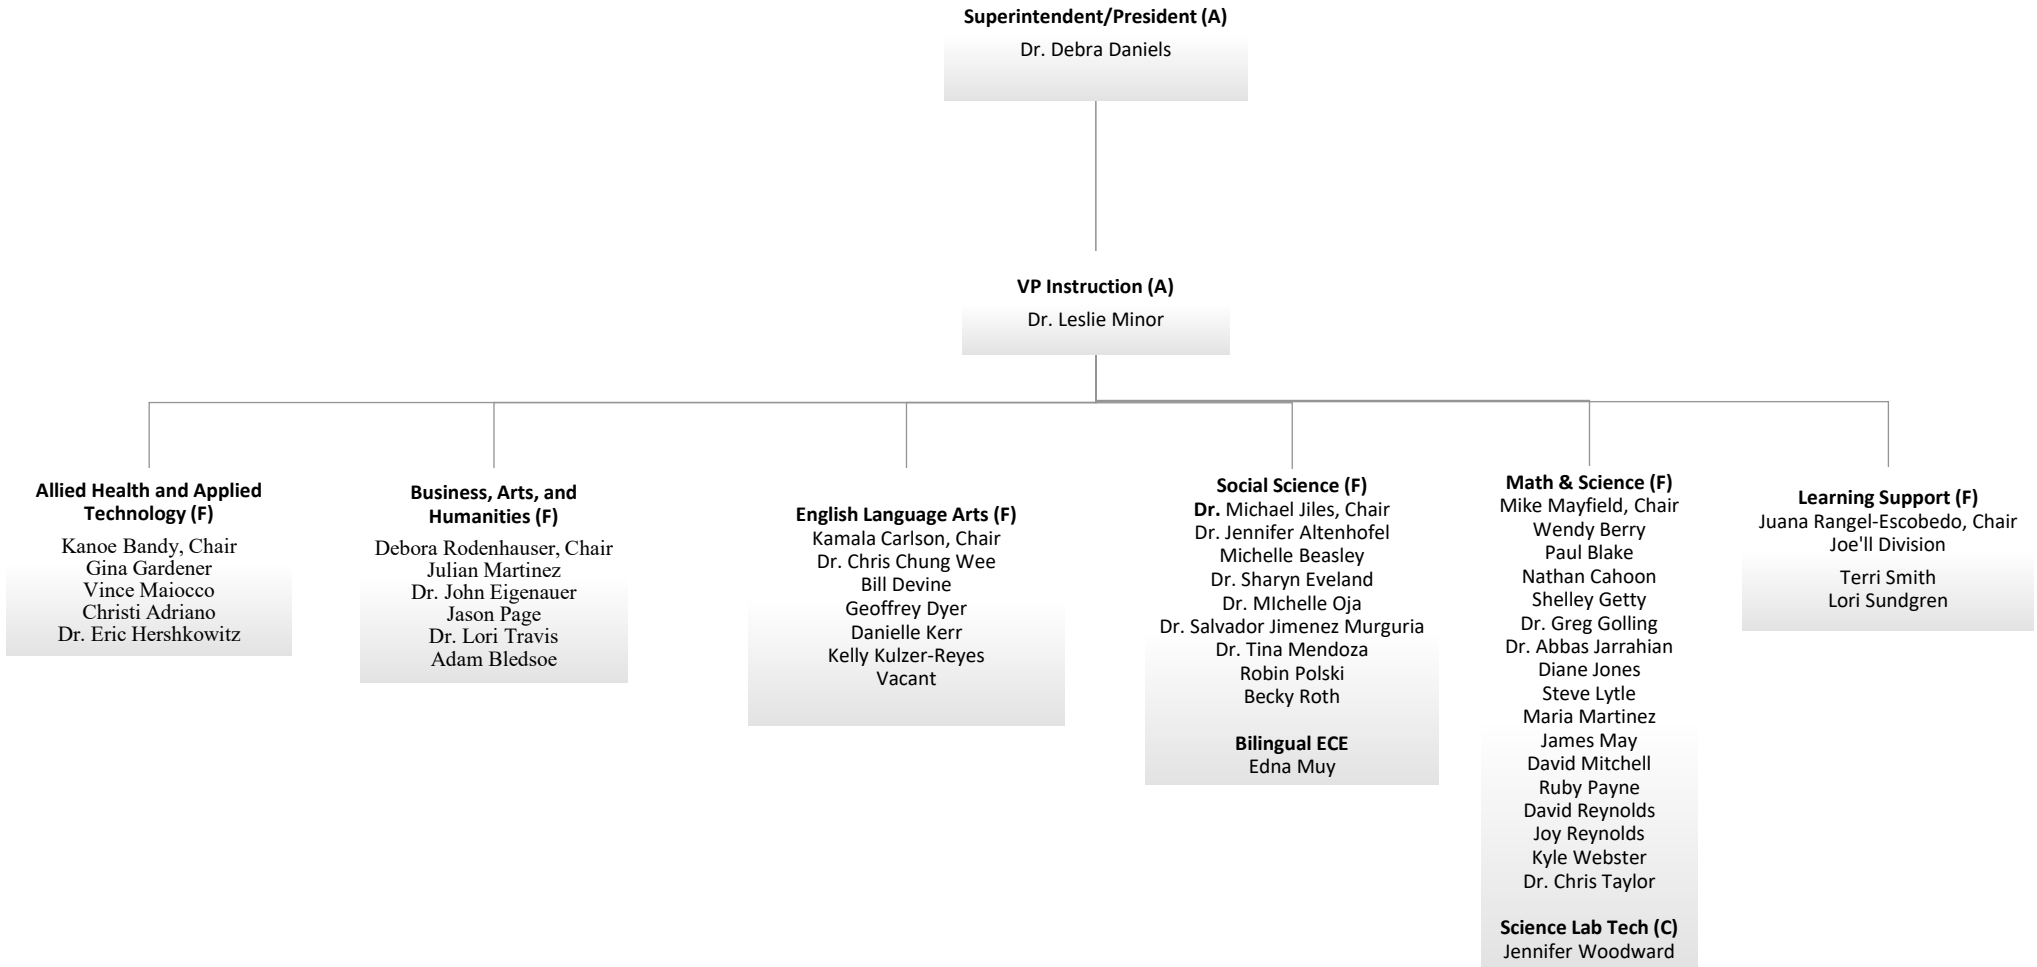 Superintendent/President (A)
Dr. Debra Daniels
VP Instruction (A)
Dr. Leslie Minor
Allied Health and Applied
Technology (F)
Kanoe Bandy, Chair
Gina Gardener
Vince Maiocco
Christi Adriano
Dr. Eric Hershkowitz
Business, Arts, and
Humanities (F)
Debora Rodenhauser, Chair
Julian Martinez
Dr. John Eigenauer
Jason Page
Dr. Lori Travis
Adam Bledsoe
English Language Arts (F)
Kamala Carlson, Chair
Dr. Chris Chung Wee
Bill Devine
Geoffrey Dyer
Danielle Kerr
Kelly Kulzer-Reyes
Vacant
Social Science (F)
Dr. Michael Jiles, Chair
Dr. Jennifer Altenhofel
Michelle Beasley
Dr. Sharyn Eveland
Dr. MIchelle Oja
Dr. Salvador Jimenez Murguria
Dr. Tina Mendoza
Robin Polski
Becky Roth
Bilingual ECE
Edna Muy
Math & Science (F)
Mike Mayfield, Chair
Wendy Berry
Paul Blake
Nathan Cahoon
Shelley Getty
Dr. Greg Golling
Dr. Abbas Jarrahian
Diane Jones
Steve Lytle
Maria Martinez
James May
David Mitchell
Ruby Payne
David Reynolds
Joy Reynolds
Kyle Webster
Dr. Chris Taylor
Science Lab Tech (C)
Jennifer Woodward
Learning Support (F)
Juana Rangel-Escobedo, Chair
Joe'll Division
Terri Smith
Lori Sundgren